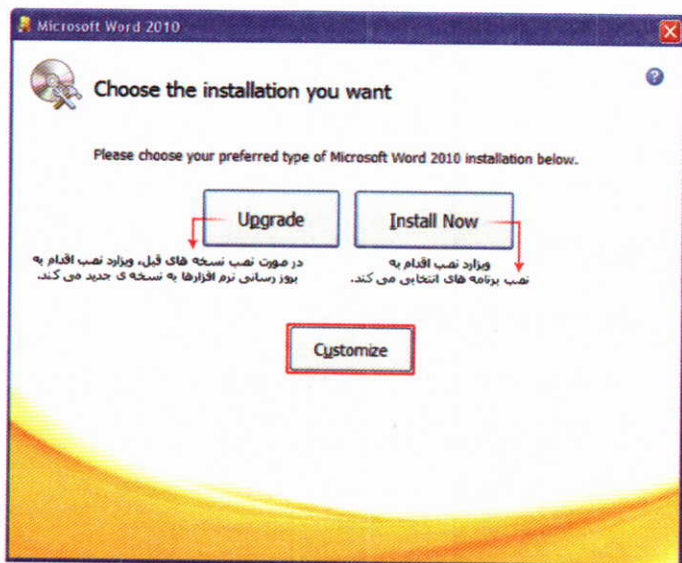 Microsoft Word 2010
Choose the installation you want
Please choose your preferred type of Microsoft Word 2010 installation below.
Upgrade
Install Now
در صورت نصب نسخه های قبل، ویزارد نصب اقدام به
بروز رسانی نرم افزارها به نسخه ی جدید می کند.
ویزارد نصب اقدام به
نصب برنامه های انتخابی می کند.
Customize